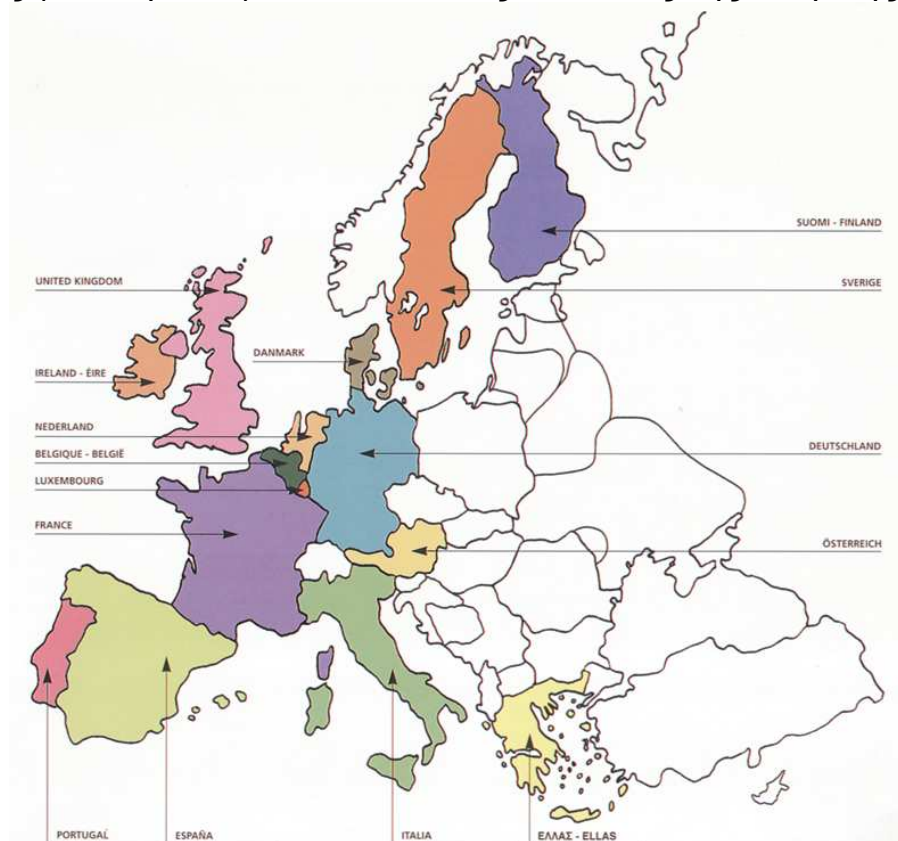 SUOMI - FINLAND
UNITED KINGDOM
SVERIGE
DANMARK
IRELAND - ÉIRE
NEDERLAND
DEUTSCHLAND
BELGIQUE - BELGIË
LUXEMBOURG
FRANCE
ÖSTERREICH
PORTUGAL
ESPAÑA
ITALIA
ΕΛΛΑΣ - ELLAS